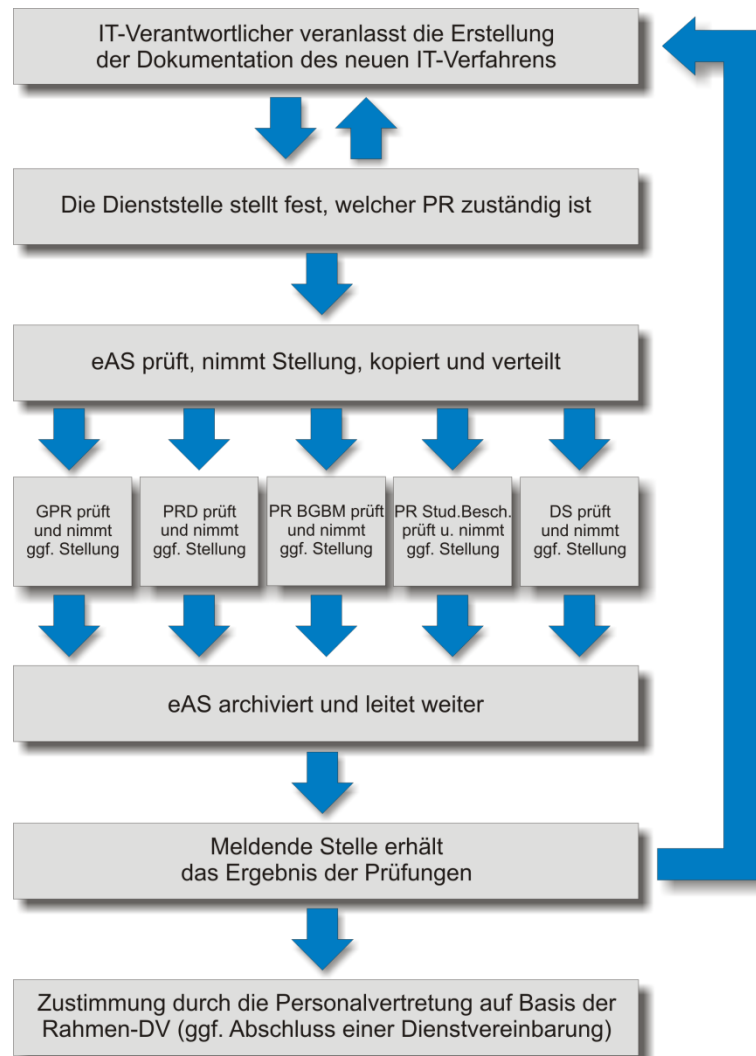 IT-Verantwortlicher veranlasst die Erstellung
der Dokumentation des neuen IT-Verfahrens
Die Dienststelle stellt fest, welcher PR zuständig ist
eAS prüft, nimmt Stellung, kopiert und verteilt
GPR prüft
und nimmt
ggf. Stellung
PRD prüft
und nimmt
ggf. Stellung
PR BGBM prüft
und nimmt
ggf. Stellung
PR Stud.Besch.
prüft u. nimmt
ggf. Stellung
DS prüft
und nimmt
ggf. Stellung
eAS archiviert und leitet weiter
Meldende Stelle erhält
das Ergebnis der Prüfungen
Zustimmung durch die Personalvertretung auf Basis der
Rahmen-DV (ggf. Abschluss einer Dienstvereinbarung)